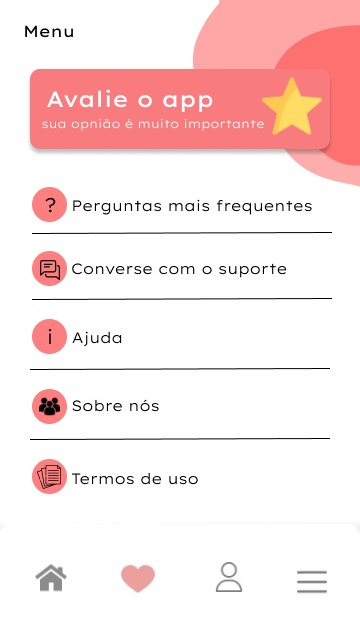 Menu
Avalie o app
sua opnião é muito importante
? Perguntas mais frequentes
Converse com o suporte
i Ajuda
Sobre nós
Termos de uso